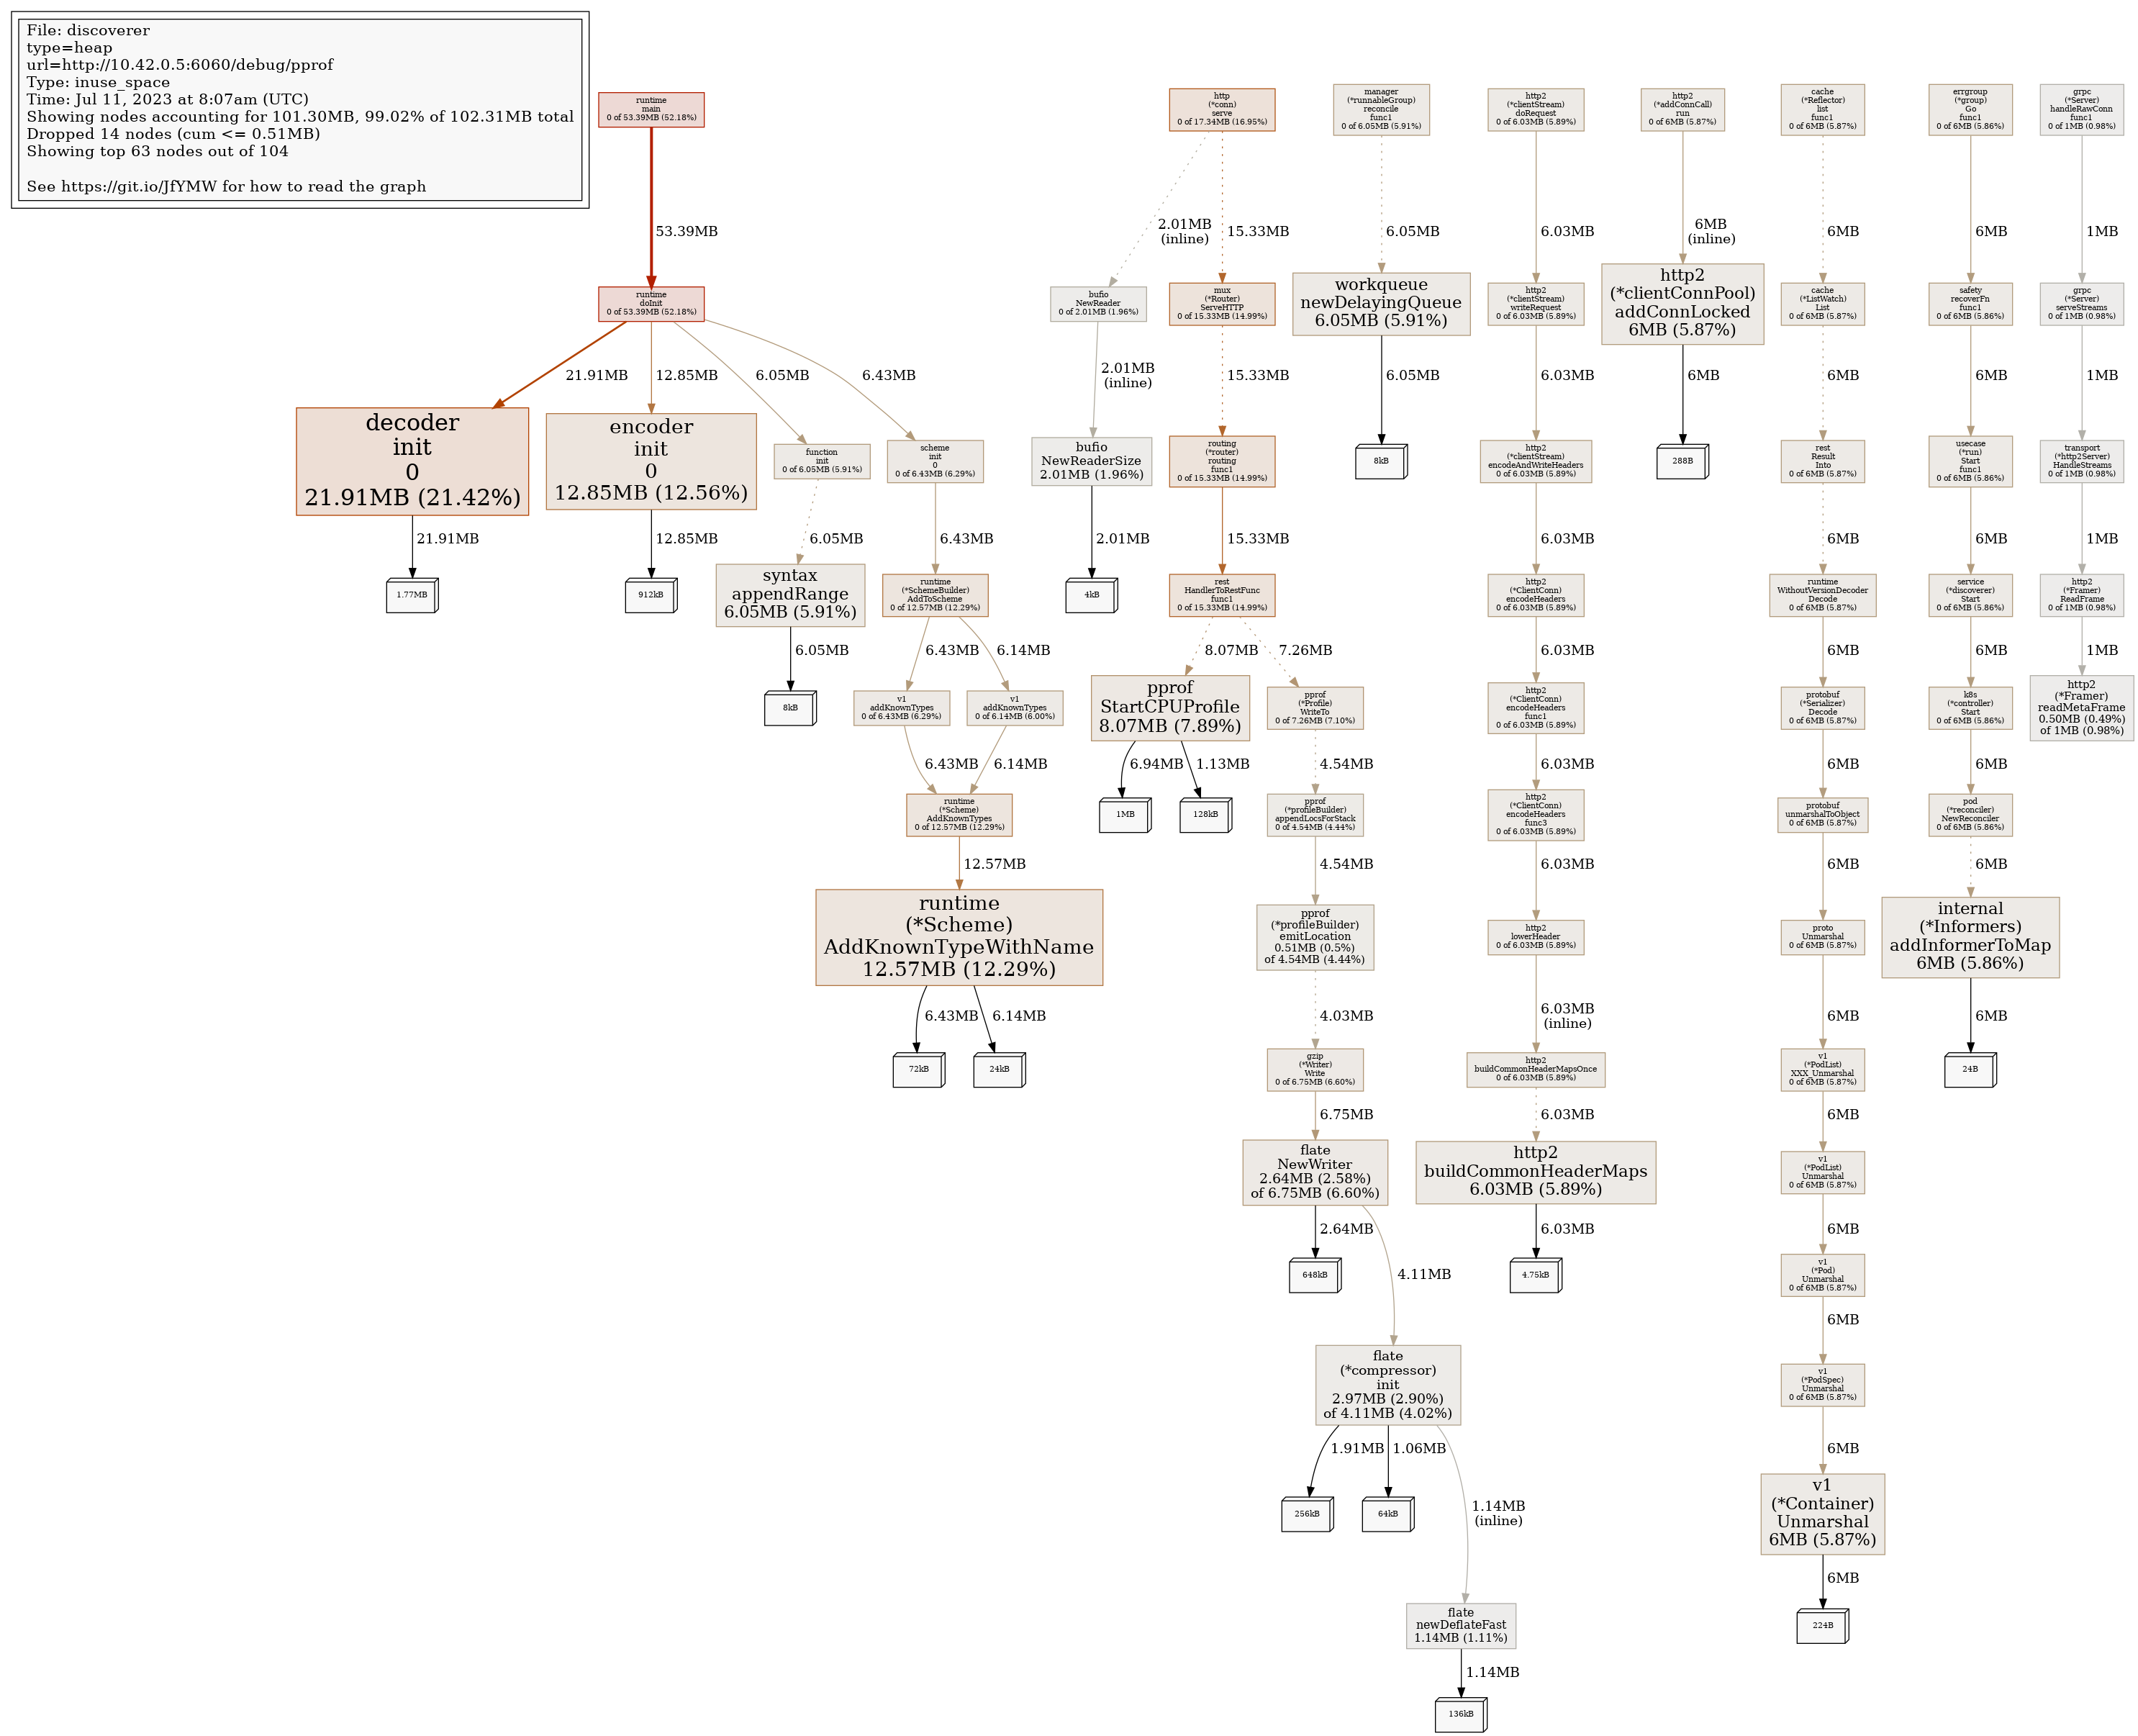 File: discoverer
type=heap
url=http://10.42.0.5:6060/debug/pprof
Type: inuse_space
Time: Jul 11, 2023 at 8:07am (UTC)
Showing nodes accounting for 101.30MB, 99.02% of 102.31MB total
Dropped 14 nodes (cum <= 0.51MB)
Showing top 63 nodes out of 104
See https://git.io/JfYMW for how to read the graph
runtime
main
0 of 53.39MB (52.18%)
53.39MB
runtime
doInit
0 of 53.39MB (52.18%)
21.91MB
12.85MB
6.05MB
6.43MB
decoder
init
0
21.91MB (21.42%)
21.91MB
1.77MB
encoder
init
0
12.85MB (12.56%)
12.85MB
912kB
function
init
0 of 6.05MB (5.91%)
6.05MB
syntax
appendRange
6.05MB (5.91%)
6.05MB
8kB
scheme
init
0
0 of 6.43MB (6.29%)
6.43MB
runtime
(*SchemeBuilder)
AddToScheme
0 of 12.57MB (12.29%)
6.43MB
6.14MB
v1
addKnownTypes
0 of 6.43MB (6.29%)
v1
addKnownTypes
0 of 6.14MB (6.00%)
6.43MB
6.14MB
runtime
(*Scheme)
AddKnownTypes
0 of 12.57MB (12.29%)
12.57MB
runtime
(*Scheme)
AddKnownTypeWithName
12.57MB (12.29%)
6.43MB
6.14MB
72kB
24kB
http
(*conn)
serve
0 of 17.34MB (16.95%)
2.01MB
(inline)
15.33MB
bufio
NewReader
0 of 2.01MB (1.96%)
2.01MB
(inline)
bufio
NewReaderSize
2.01MB (1.96%)
2.01MB
4kB
mux
(*Router)
ServeHTTP
0 of 15.33MB (14.99%)
15.33MB
routing
(*router)
routing
func1
0 of 15.33MB (14.99%)
15.33MB
rest
HandlerToRestFunc
func1
0 of 15.33MB (14.99%)
8.07MB
7.26MB
pprof
StartCPUProfile
8.07MB (7.89%)
6.94MB
1.13MB
1MB
128kB
pprof
(*Profile)
WriteTo
0 of 7.26MB (7.10%)
4.54MB
pprof
(*profileBuilder)
appendLocsForStack
0 of 4.54MB (4.44%)
4.54MB
pprof
(*profileBuilder)
emitLocation
0.51MB (0.5%)
of 4.54MB (4.44%)
4.03MB
gzip
(*Writer)
Write
0 of 6.75MB (6.60%)
6.75MB
flate
NewWriter
2.64MB (2.58%)
of 6.75MB (6.60%)
2.64MB
4.11MB
648kB
flate
(*compressor)
init
2.97MB (2.90%)
of 4.11MB (4.02%)
1.91MB
1.06MB
1.14MB
(inline)
256kB
64kB
flate
newDeflateFast
1.14MB (1.11%)
1.14MB
136kB
manager
(*runnableGroup)
reconcile
func1
0 of 6.05MB (5.91%)
6.05MB
workqueue
newDelayingQueue
6.05MB (5.91%)
6.05MB
8kB
http2
(*clientStream)
doRequest
0 of 6.03MB (5.89%)
6.03MB
http2
(*clientStream)
writeRequest
0 of 6.03MB (5.89%)
6.03MB
http2
(*clientStream)
encodeAndWriteHeaders
0 of 6.03MB (5.89%)
6.03MB
http2
(*ClientConn)
encodeHeaders
0 of 6.03MB (5.89%)
6.03MB
http2
(*ClientConn)
encodeHeaders
func1
0 of 6.03MB (5.89%)
6.03MB
http2
(*ClientConn)
encodeHeaders
func3
0 of 6.03MB (5.89%)
6.03MB
http2
lowerHeader
0 of 6.03MB (5.89%)
6.03MB
(inline)
http2
buildCommonHeaderMapsOnce
0 of 6.03MB (5.89%)
6.03MB
http2
buildCommonHeaderMaps
6.03MB (5.89%)
6.03MB
4.75kB
http2
(*addConnCall)
run
0 of 6MB (5.87%)
6MB
(inline)
http2
(*clientConnPool)
addConnLocked
6MB (5.87%)
6MB
288B
cache
(*Reflector)
list
func1
0 of 6MB (5.87%)
6MB
cache
(*ListWatch)
List
0 of 6MB (5.87%)
6MB
rest
Result
Into
0 of 6MB (5.87%)
6MB
runtime
WithoutVersionDecoder
Decode
0 of 6MB (5.87%)
6MB
protobuf
(*Serializer)
Decode
0 of 6MB (5.87%)
6MB
protobuf
unmarshalToObject
0 of 6MB (5.87%)
6MB
proto
Unmarshal
0 of 6MB (5.87%)
6MB
v1
(*PodList)
XXX_Unmarshal
0 of 6MB (5.87%)
6MB
v1
(*PodList)
Unmarshal
0 of 6MB (5.87%)
6MB
v1
(*Pod)
Unmarshal
0 of 6MB (5.87%)
6MB
v1
(*PodSpec)
Unmarshal
0 of 6MB (5.87%)
6MB
v1
(*Container)
Unmarshal
6MB (5.87%)
6MB
224B
errgroup
(*group)
Go
func1
0 of 6MB (5.86%)
6MB
safety
recoverFn
func1
0 of 6MB (5.86%)
6MB
usecase
(*run)
Start
func1
0 of 6MB (5.86%)
6MB
service
(*discoverer)
Start
0 of 6MB (5.86%)
6MB
k8s
(*controller)
Start
0 of 6MB (5.86%)
6MB
pod
(*reconciler)
NewReconciler
0 of 6MB (5.86%)
6MB
internal
(*Informers)
addInformerToMap
6MB (5.86%)
6MB
24B
grpc
(*Server)
handleRawConn
func1
0 of 1MB (0.98%)
1MB
grpc
(*Server)
serveStreams
0 of 1MB (0.98%)
1MB
transport
(*http2Server)
HandleStreams
0 of 1MB (0.98%)
1MB
http2
(*Framer)
ReadFrame
0 of 1MB (0.98%)
1MB
http2
(*Framer)
readMetaFrame
0.50MB (0.49%)
of 1MB (0.98%)